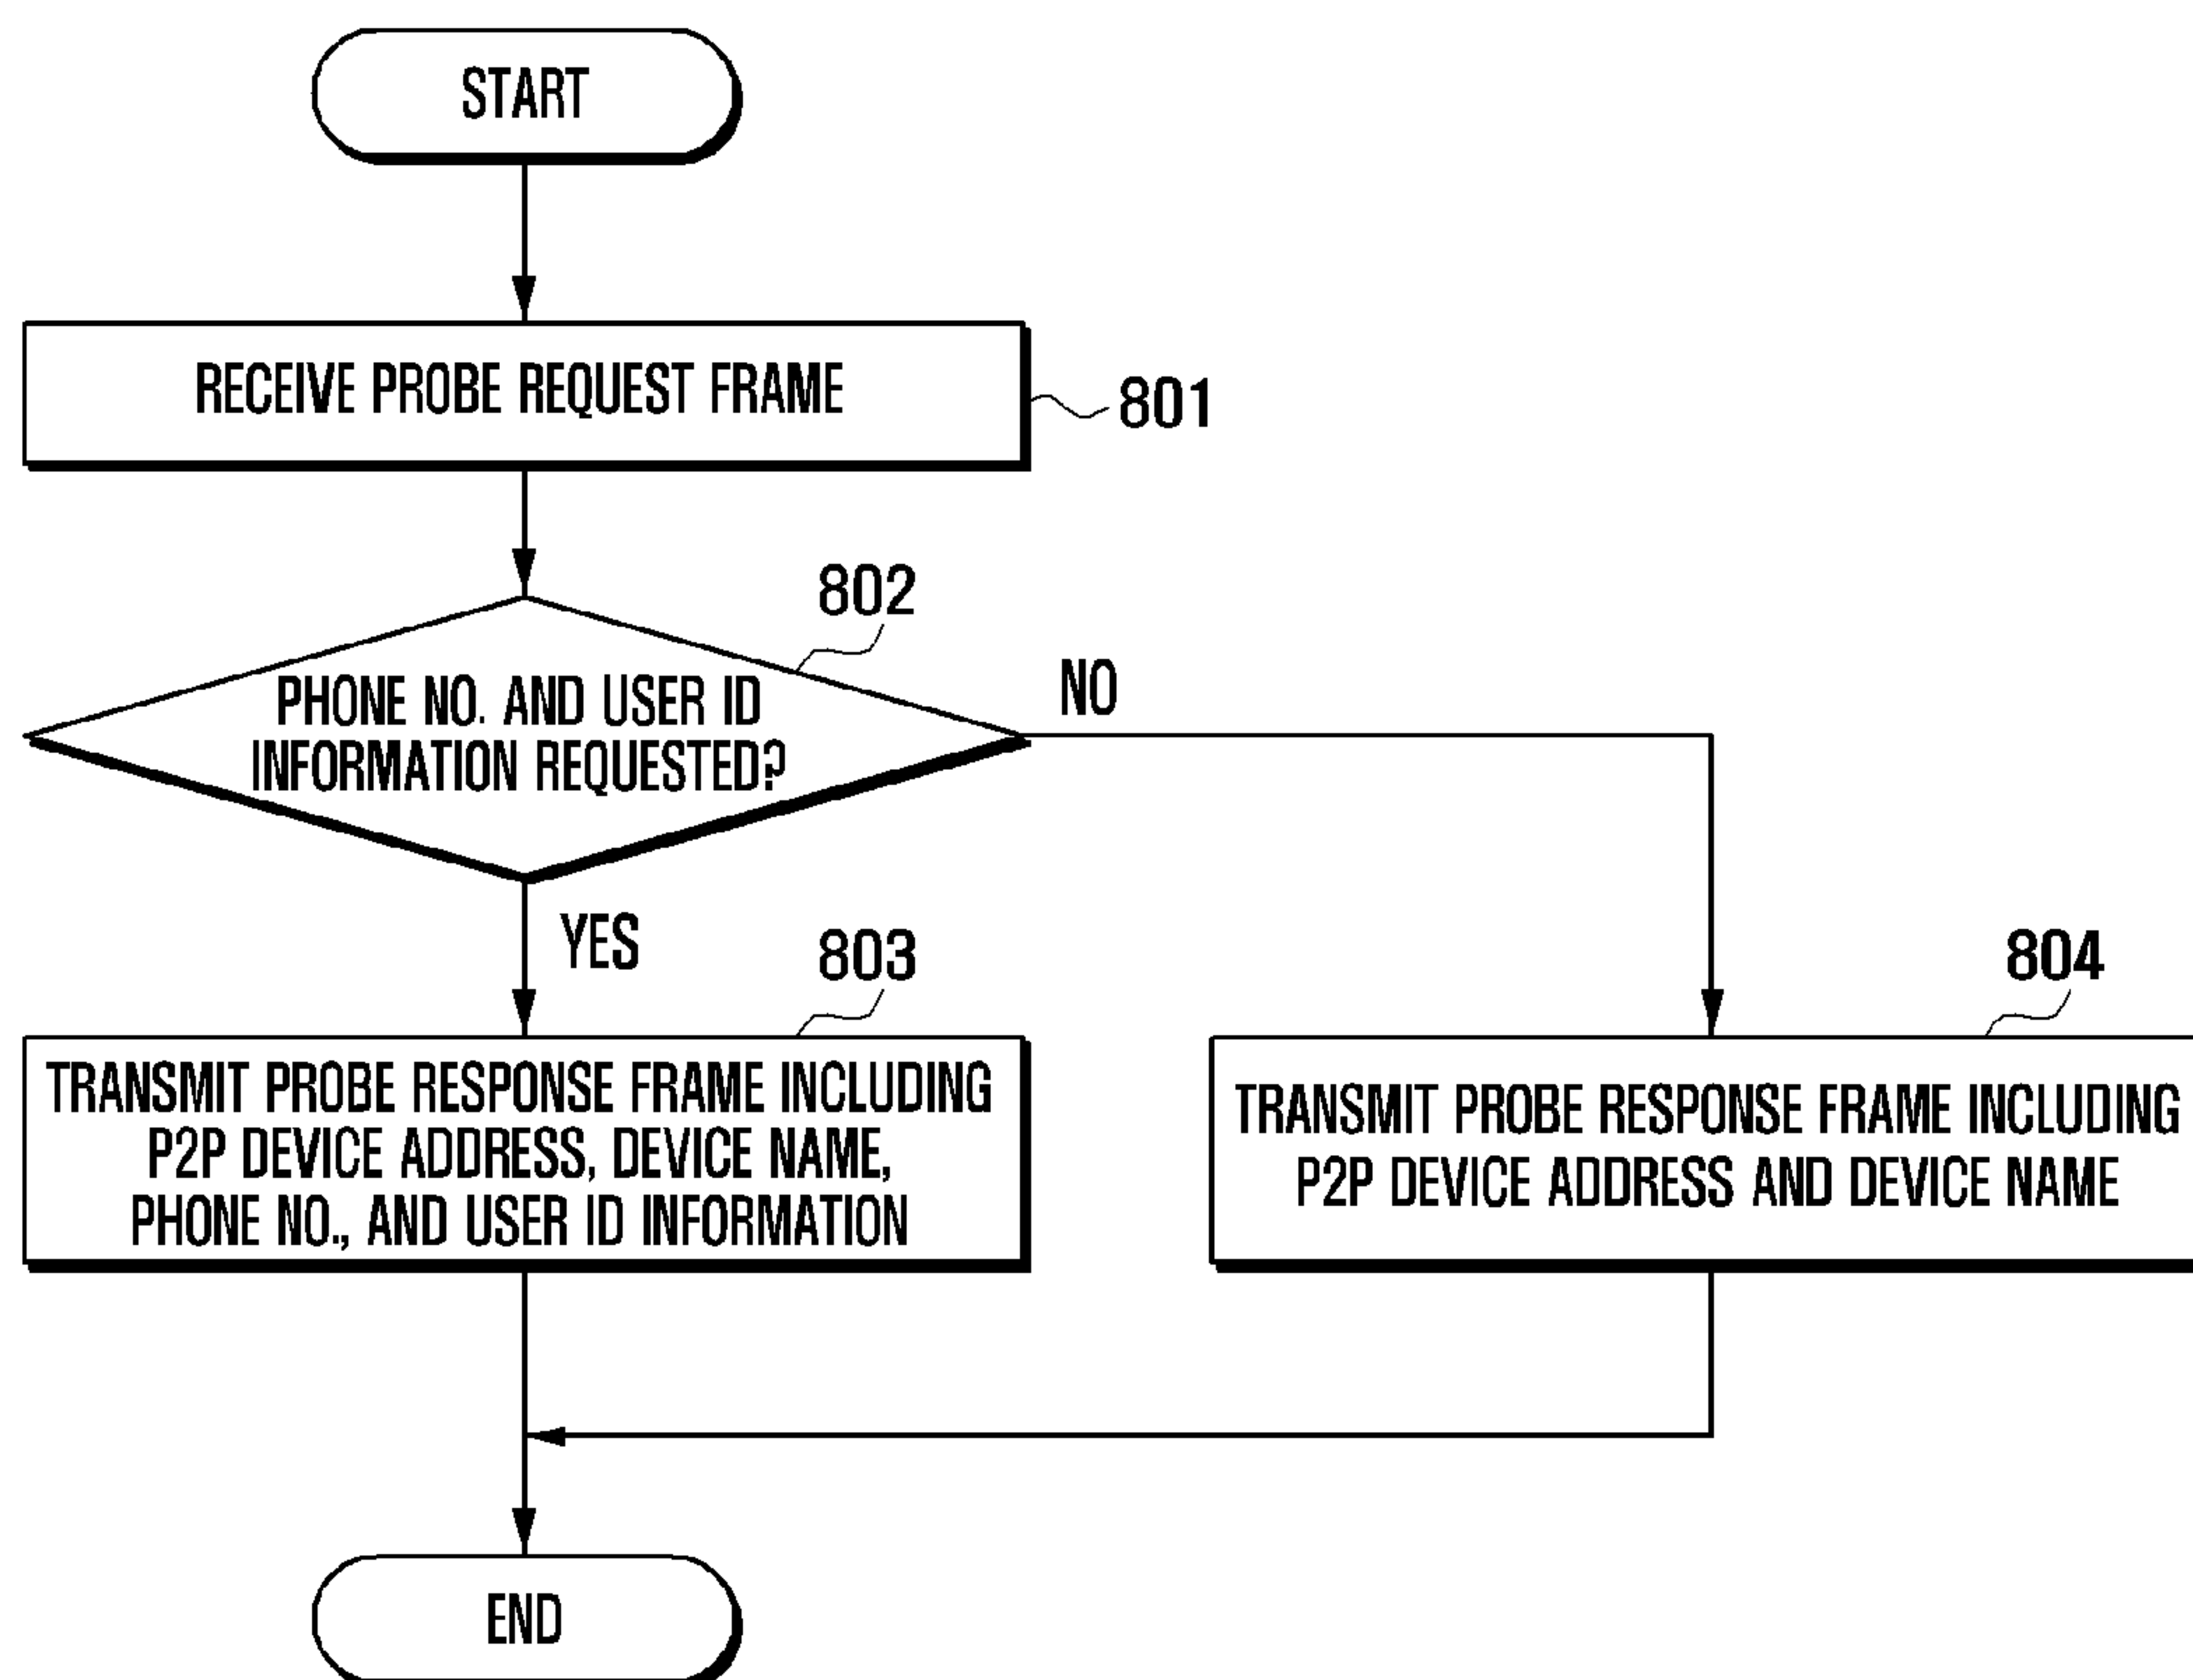 START
RECEIVE PROBE REQUEST FRAME
801
802
PHONE NO. AND USER ID
INFORMATION REQUESTED?
NO
YES
803
TRANSMIT PROBE RESPONSE FRAME INCLUDING
P2P DEVICE ADDRESS, DEVICE NAME,
PHONE NO., AND USER ID INFORMATION
804
TRANSMIT PROBE RESPONSE FRAME INCLUDING
P2P DEVICE ADDRESS AND DEVICE NAME
END